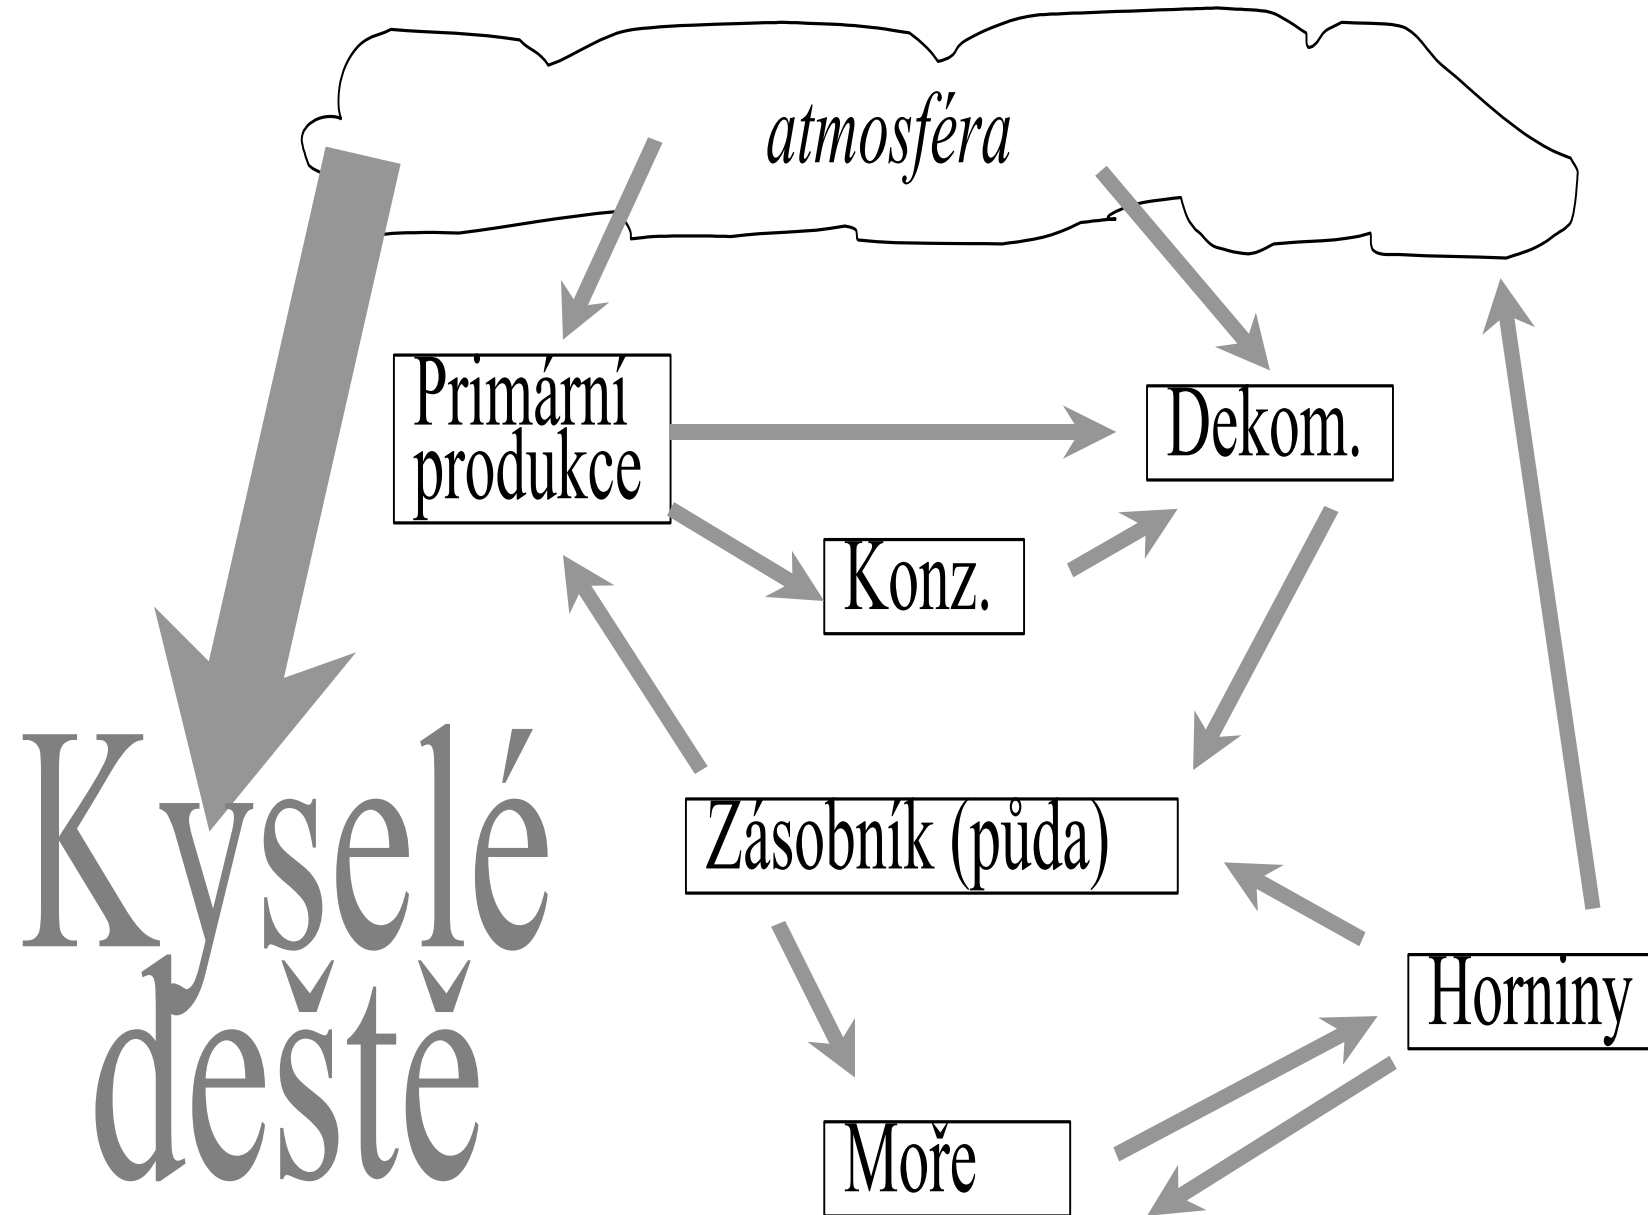 atmosféra
Primární
produkce
Dekom.
Konz.
Zásobník (půda)
Kyselé
deště
Horniny
Moře